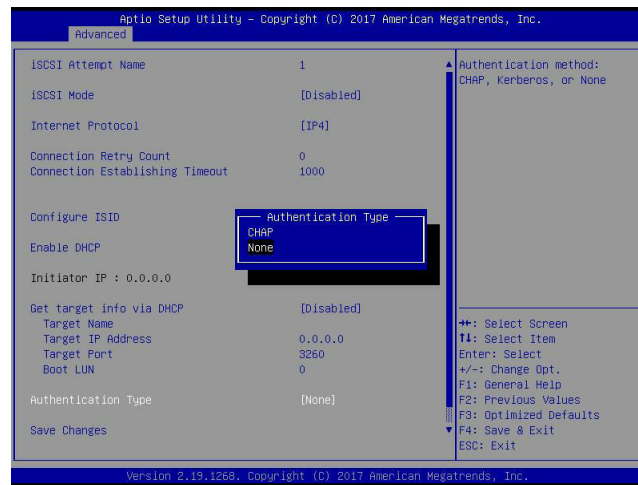 Aptio Setup Utility – Copyright (C) 2017 American Megatrends, Inc.
Advanced
iSCSI Attempt Name 1
iSCSI Mode [Disabled]
Internet Protocol [IP4]
Connection Retry Count 0
Connection Establishing Timeout 1000
Configure ISID
Enable DHCP
Initiator IP : 0.0.0.0
Get target info via DHCP [Disabled]
Target Name
Target IP Address 0.0.0.0
Target Port 3260
Boot LUN 0
Authentication Type [None]
Save Changes
Authentication Type
CHAP
None
Authentication method:
CHAP, Kerberos, or None
→←: Select Screen
↑↓: Select Item
Enter: Select
+/-: Change Opt.
F1: General Help
F2: Previous Values
F3: Optimized Defaults
F4: Save & Exit
ESC: Exit
Version 2.19.1268. Copyright (C) 2017 American Megatrends, Inc.